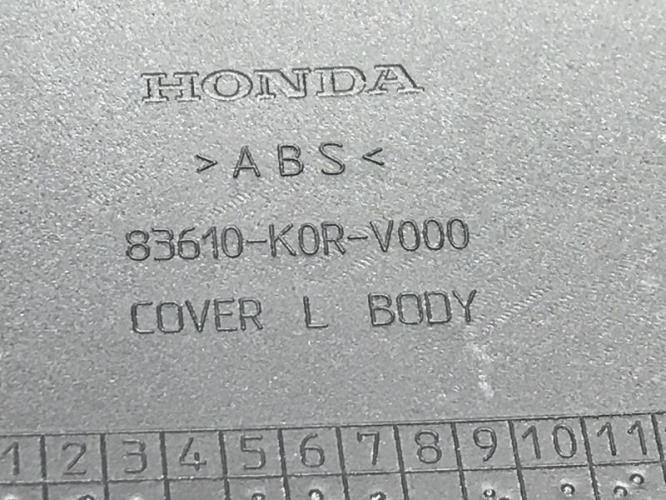 HONDA
>ABS<
83610-K0R-V000
COVER L BODY
1 2 3 4 5 6 7 8 9 10 11